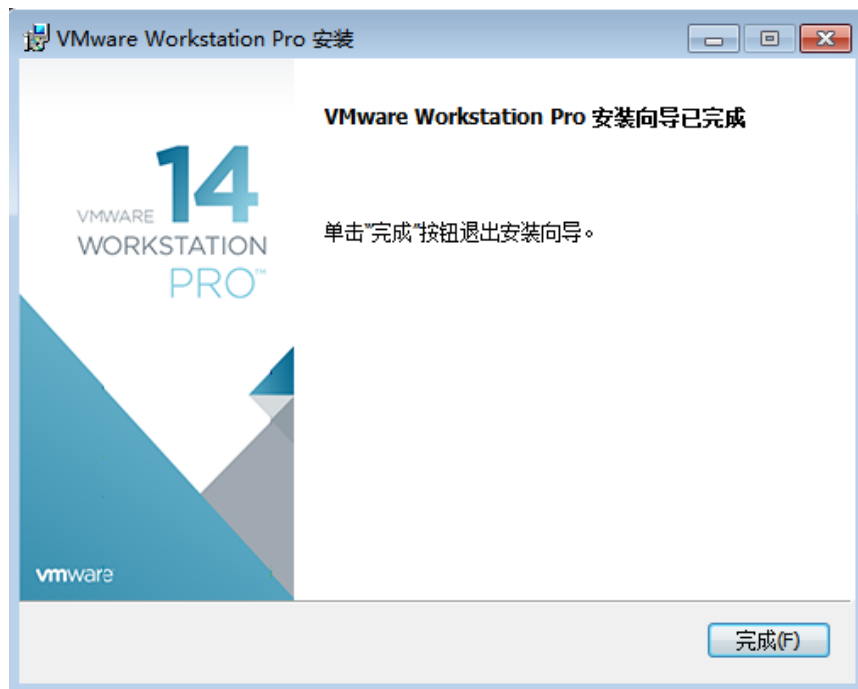 VMware Workstation Pro 安装
VMware Workstation Pro 安装向导已完成
14
VMWARE
WORKSTATION
PRO™
单击"完成"按钮退出安装向导。
vmware
完成(F)